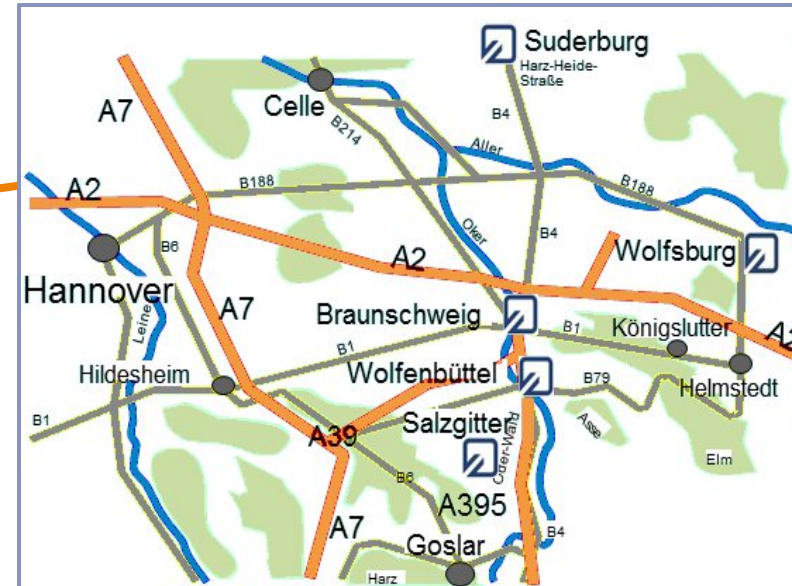 Suderburg
Harz-Heide-
Straße
A7
Celle
B4
B214
Aller
B188
B188
A2
B6
Oker
B4
Wolfsburg
A2
Hannover
A7
Leine
Braunschweig
B1
Königslutter
A2
B1
Hildesheim
Wolfenbüttel
B79
Helmstedt
B1
Salzgitter
Asse
A39
Oder-Wald
Elm
B6
A395
A7
Goslar
B4
Harz